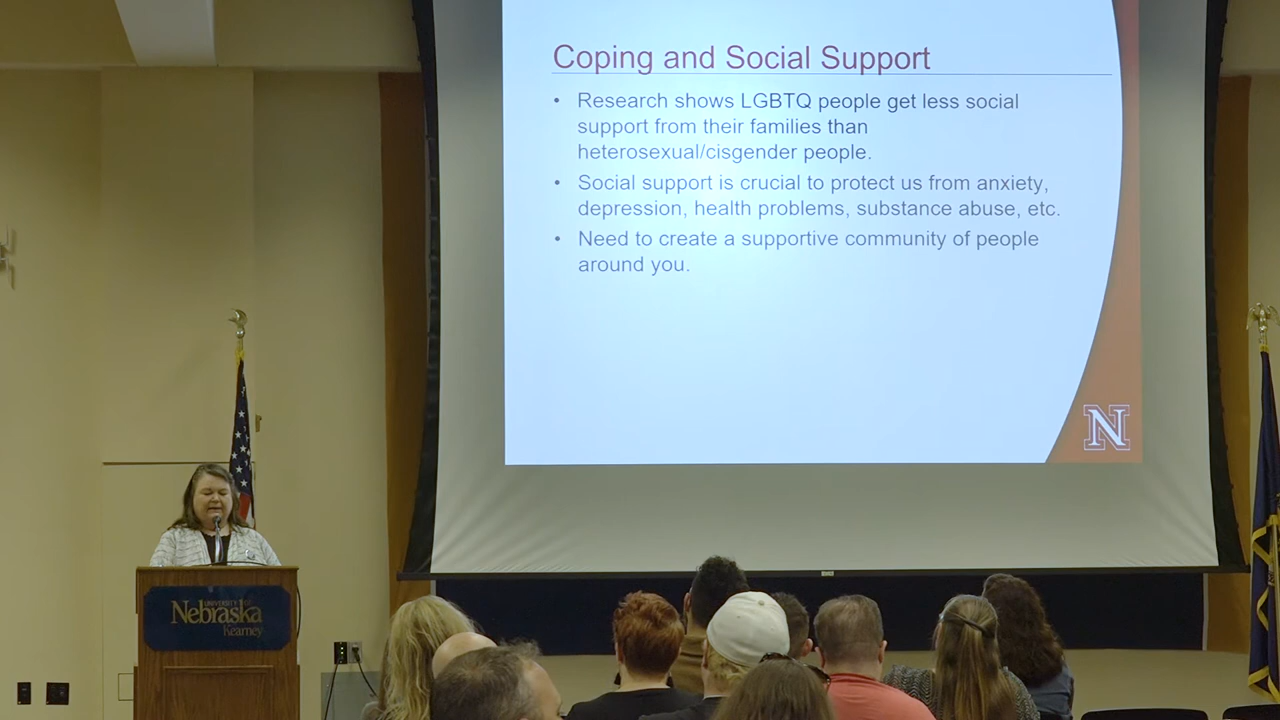 Coping and Social Support
• Research shows LGBTQ people get less social
support from their families than
heterosexual/cisgender people.
• Social support is crucial to protect us from anxiety,
depression, health problems, substance abuse, etc.
• Need to create a supportive community of people
around you.
N
UNIVERSITY OF
Nebraska
Kearney